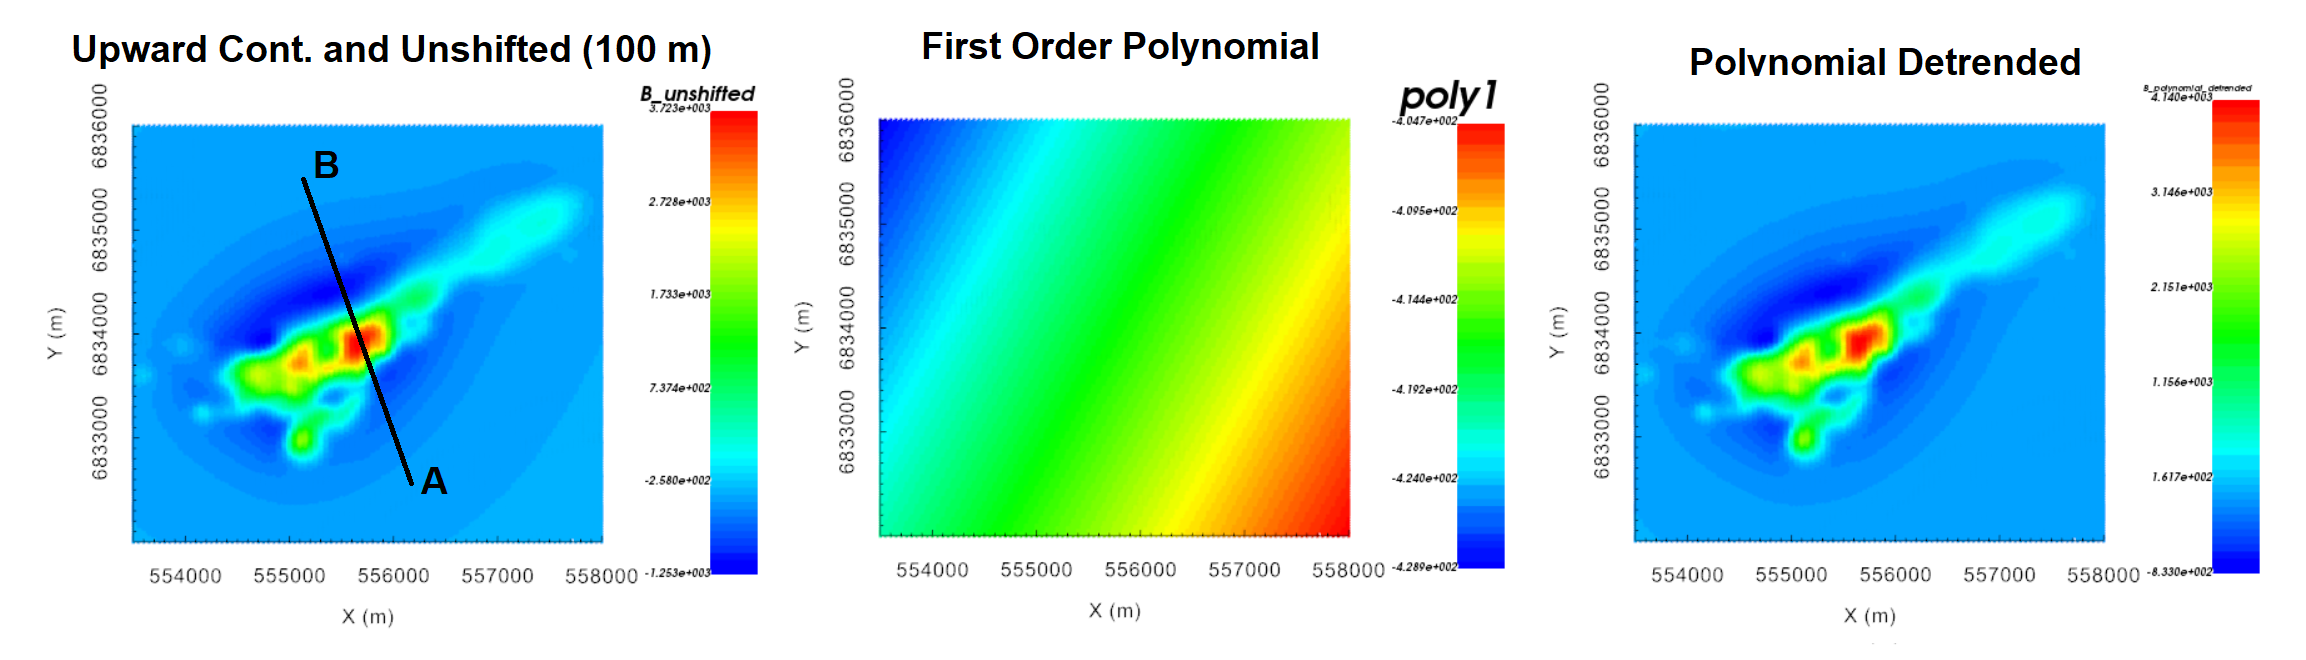 Upward Cont. and Unshifted (100 m)
B_unshifted
3.723e+003
2.728e+003
1.733e+003
7.374e+002
-2.580e+002
-1.253e+003
6836000
6835000
6834000
6833000
Y (m)
B
A
554000 555000 556000 557000 558000
X (m)
First Order Polynomial
poly1
-4.047e+002
-4.095e+002
-4.144e+002
-4.192e+002
-4.240e+002
-4.289e+002
6836000
6835000
6834000
6833000
Y (m)
554000 555000 556000 557000 558000
X (m)
Polynomial Detrended
B_polynomial_detrended
4.140e+003
3.146e+003
2.151e+003
1.156e+003
1.617e+002
-8.330e+002
6836000
6835000
6834000
6833000
Y (m)
554000 555000 556000 557000 558000
X (m)